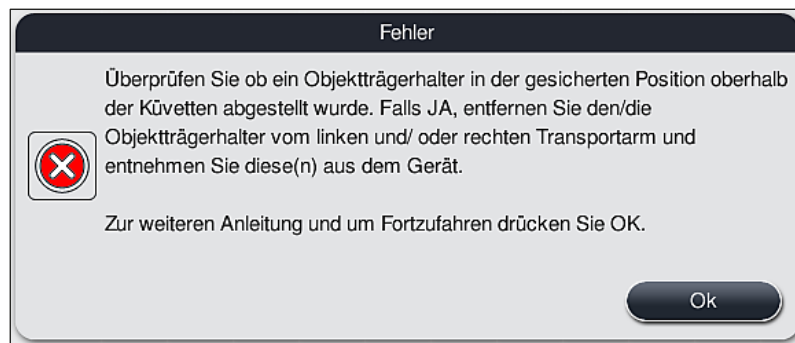 Fehler
Überprüfen Sie ob ein Objektträgerhalter in der gesicherten Position oberhalb
der Küvetten abgestellt wurde. Falls JA, entfernen Sie den/die
Objektträgerhalter vom linken und/ oder rechten Transportarm und
entnehmen Sie diese(n) aus dem Gerät.
Zur weiteren Anleitung und um Fortzufahren drücken Sie OK.
Ok